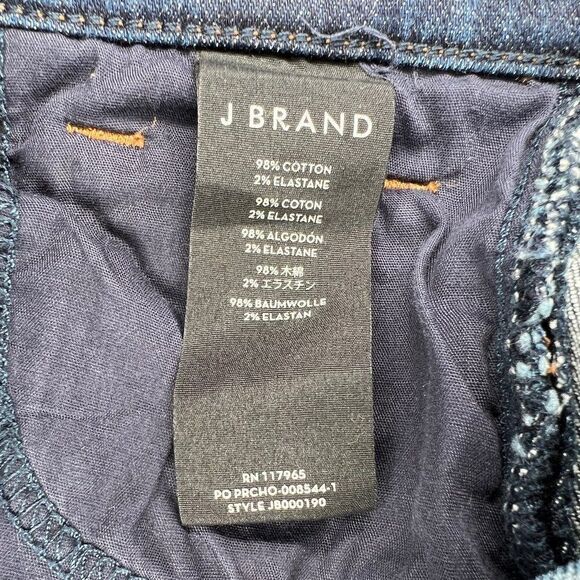 J BRAND
98% COTTON
2% ELASTANE
98% COTON
2% ELASTANE
98% ALGODÓN
2% ELASTANE
98% 木綿
2% エラスチン
98% BAUMWOLLE
2% ELASTAN
RN 117965
PO PRCHO-008544-1
STYLE JB000190